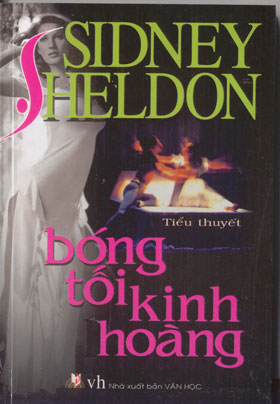 SIDNEY
SHELDON
Tiểu thuyết
bóng
tối kinh
hoàng
vh Nhà xuất bản VĂN HỌC